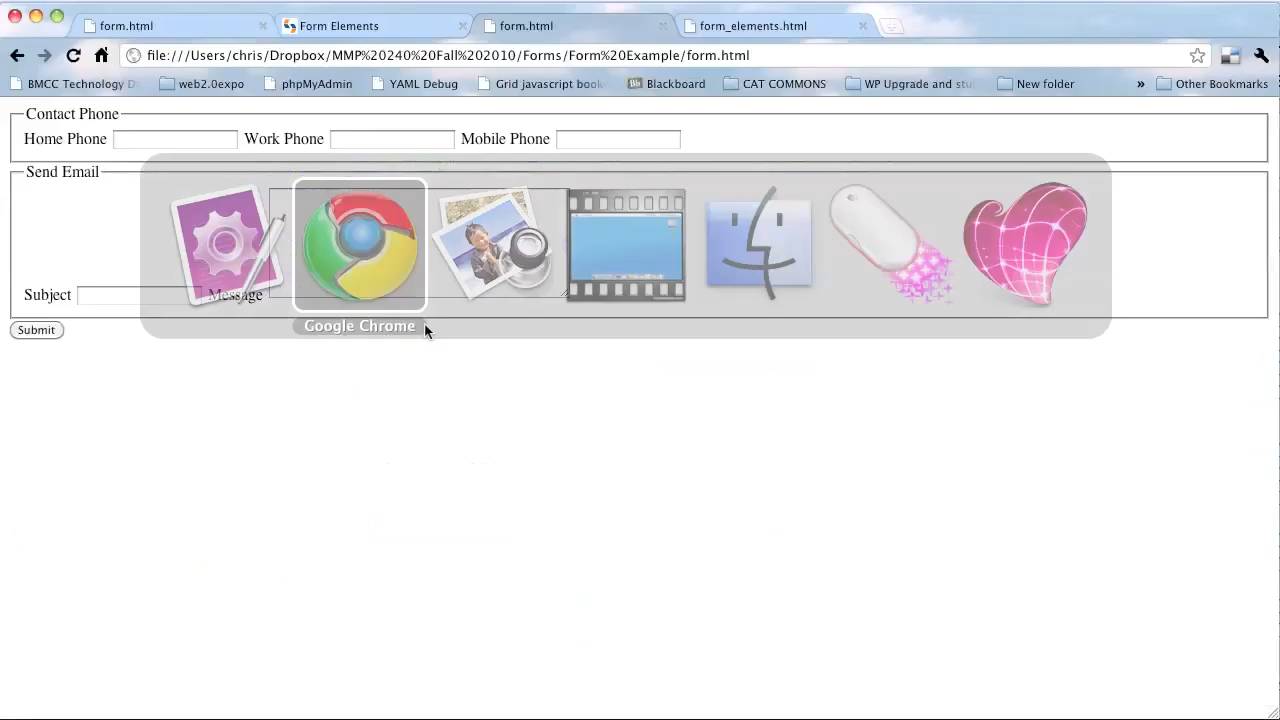 form.html Form Elements form.html form_elements.html
file:///Users/chris/Dropbox/MMP%20240%20Fall%202010/Forms/Form%20Example/form.html
BMCC Technology D web2.0expo phpMyAdmin YAML Debug Grid javascript book Bb Blackboard CAT COMMONS WP Upgrade and stu New folder » Other Bookmarks
Contact Phone
Home Phone Work Phone Mobile Phone
Send Email
Subject Message
Google Chrome
Submit